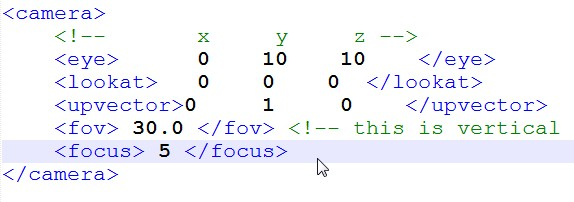 <camera>
<!-- x y z -->
<eye> 0 10 10 </eye>
<lookat> 0 0 0 </lookat>
<upvector>0 1 0 </upvector>
<fov> 30.0 </fov> <!-- this is vertical
<focus> 5 </focus>
</camera>